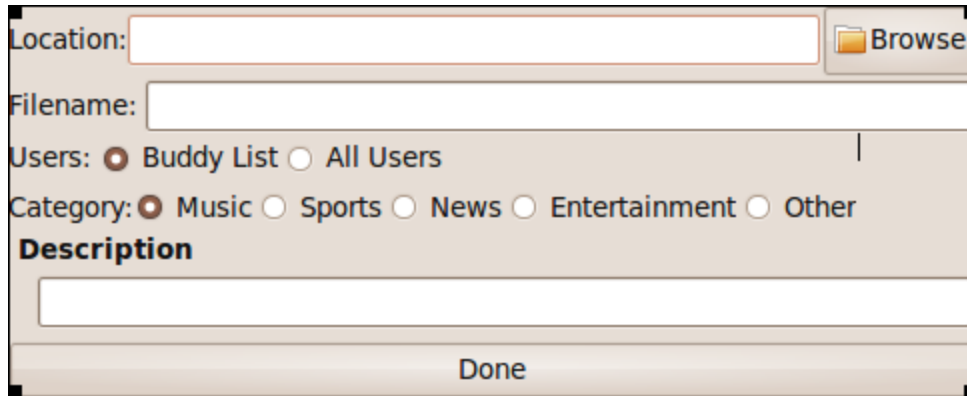 Location: Browse
Filename:
Users: Buddy List All Users
Category: Music Sports News Entertainment Other
Description
Done